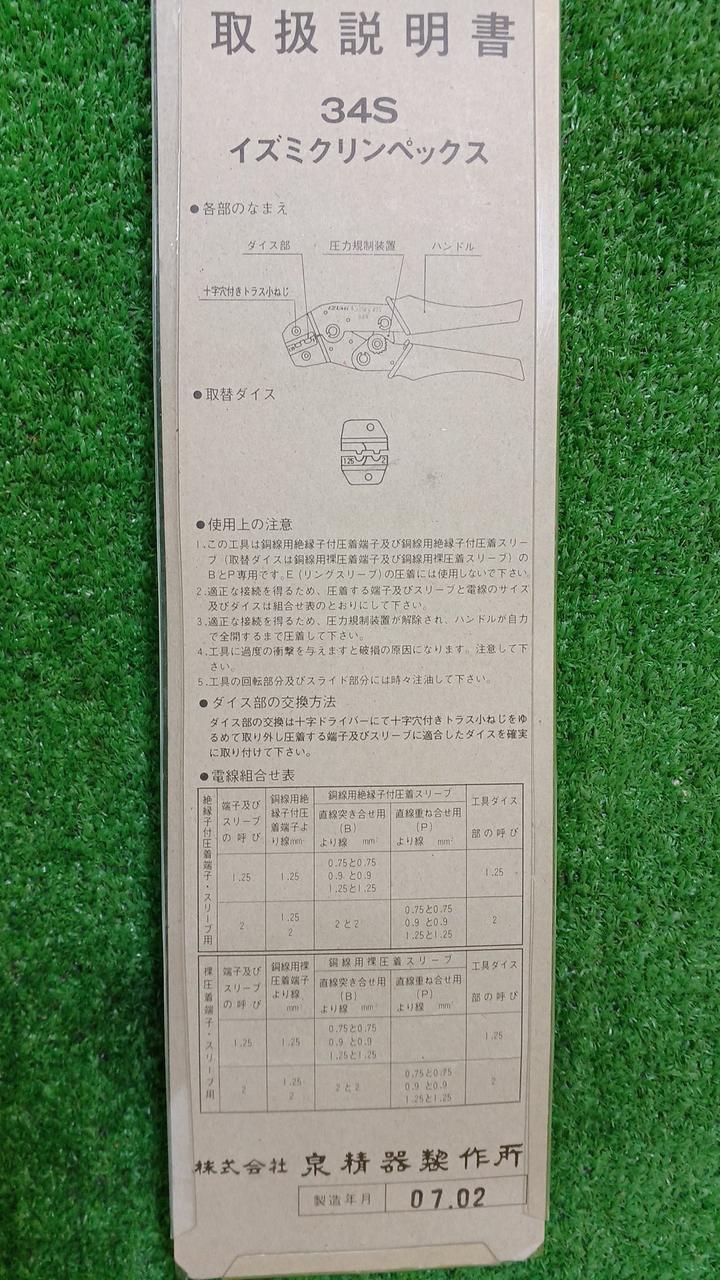 取扱説明書
34S
イズミクリンペックス
●各部のなまえ
ダイス部 圧力規制装置 ハンドル
十字穴付きトラス小ねじ
IZUMI
●取替ダイス
1.25 2
●使用上の注意
1.この工具は銅線用絶縁子付圧着端子及び銅線用絶縁子付圧着スリー
ブ（取替ダイスは銅線用裸圧着端子及び銅線用裸圧着スリーブ）の
BとP専用です。E（リングスリーブ）の圧着には使用しないで下さい。
2.適正な接続を得るため、圧着する端子及びスリーブと電線のサイズ
及びダイスは組合せ表のとおりにして下さい。
3.適正な接続を得るため、圧力規制装置が解除され、ハンドルが自力
で全開するまで圧着して下さい。
4.工具に過度の衝撃を与えますと破損の原因になります。注意して下
さい。
5.工具の回転部分及びスライド部分には時々注油して下さい。
●ダイス部の交換方法
ダイス部の交換は十字ドライバーにて十字穴付きトラス小ねじをゆ
るめて取り外し圧着する端子及びスリーブに適合したダイスを確実
に取り付けて下さい。
●電線組合せ表
絶縁子付圧着端子・スリーブ用
端子及び
スリーブ
の呼び
銅線用絶
縁子付圧
着端子よ
り線mm²
銅線用絶縁子付圧着スリーブ
直線突き合せ用
(B)
より線 mm²
直線重ね合せ用
(P)
より線 mm²
工具ダイス
部の呼び
1.25
1.25
0.75と0.75
0.9 と0.9
1.25と1.25
1.25
2
1.25
2
2と2
0.75と0.75
0.9 と0.9
1.25と1.25
2
裸圧着端子・スリーブ用
端子及び
スリーブ
の呼び
銅線用裸
圧着端子
より線
mm²
銅線用裸圧着スリーブ
直線突き合せ用
(B)
より線 mm²
直線重ね合せ用
(P)
より線 mm²
工具ダイス
部の呼び
1.25
1.25
0.75と0.75
0.9 と0.9
1.25と1.25
1.25
2
1.25
2
2と2
0.75と0.75
0.9 と0.9
1.25と1.25
2
株式会社 泉精器製作所
製造年月 07.02